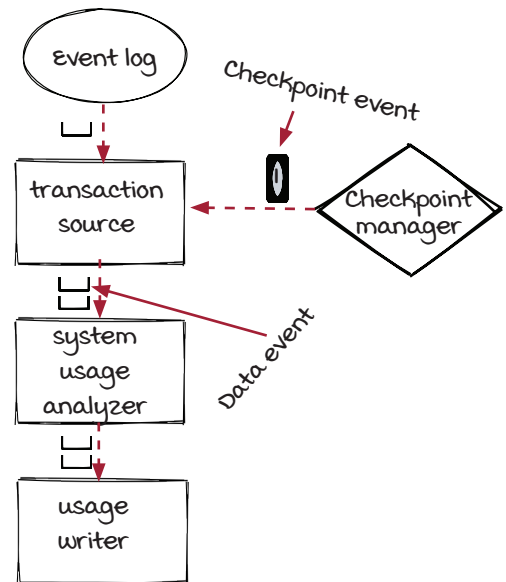 Event log
Checkpoint event
transaction
source
Checkpoint
manager
system
usage
analyzer
Data event
usage
writer